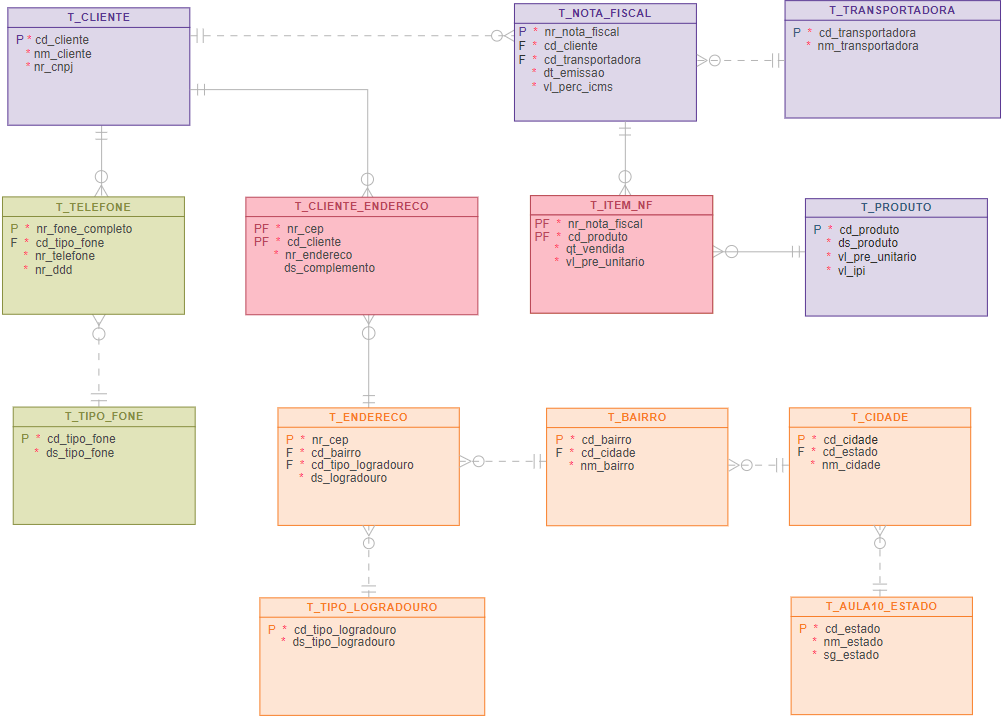 T_CLIENTE
P * cd_cliente
* nm_cliente
* nr_cnpj
T_NOTA_FISCAL
P * nr_nota_fiscal
F * cd_cliente
F * cd_transportadora
* dt_emissao
* vl_perc_icms
T_TRANSPORTADORA
P * cd_transportadora
* nm_transportadora
T_TELEFONE
P * nr_fone_completo
F * cd_tipo_fone
* nr_telefone
* nr_ddd
T_CLIENTE_ENDERECO
PF * nr_cep
PF * cd_cliente
* nr_endereco
ds_complemento
T_ITEM_NF
PF * nr_nota_fiscal
PF * cd_produto
* qt_vendida
* vl_pre_unitario
T_PRODUTO
P * cd_produto
* ds_produto
* vl_pre_unitario
* vl_ipi
T_TIPO_FONE
P * cd_tipo_fone
* ds_tipo_fone
T_ENDERECO
P * nr_cep
F * cd_bairro
F * cd_tipo_logradouro
* ds_logradouro
T_BAIRRO
P * cd_bairro
F * cd_cidade
* nm_bairro
T_CIDADE
P * cd_cidade
F * cd_estado
* nm_cidade
T_TIPO_LOGRADOURO
P * cd_tipo_logradouro
* ds_tipo_logradouro
T_AULA10_ESTADO
P * cd_estado
* nm_estado
* sg_estado